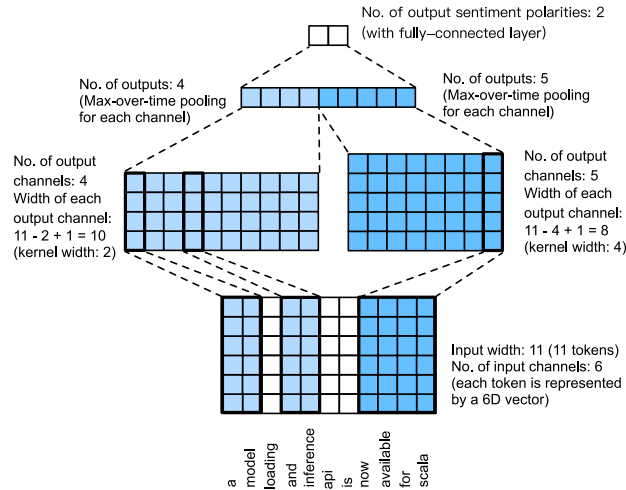 No. of output sentiment polarities: 2
(with fully–connected layer)
No. of outputs: 4
(Max-over-time pooling
for each channel)
No. of outputs: 5
(Max-over-time pooling
for each channel)
No. of output
channels: 4
Width of each
output channel:
11 - 2 + 1 = 10
(kernel width: 2)
No. of output
channels: 5
Width of each
output channel:
11 - 4 + 1 = 8
(kernel width: 4)
Input width: 11 (11 tokens)
No. of input channels: 6
(each token is represented
by a 6D vector)
a
model
loading
and
inference
api
is
now
available
for
scala